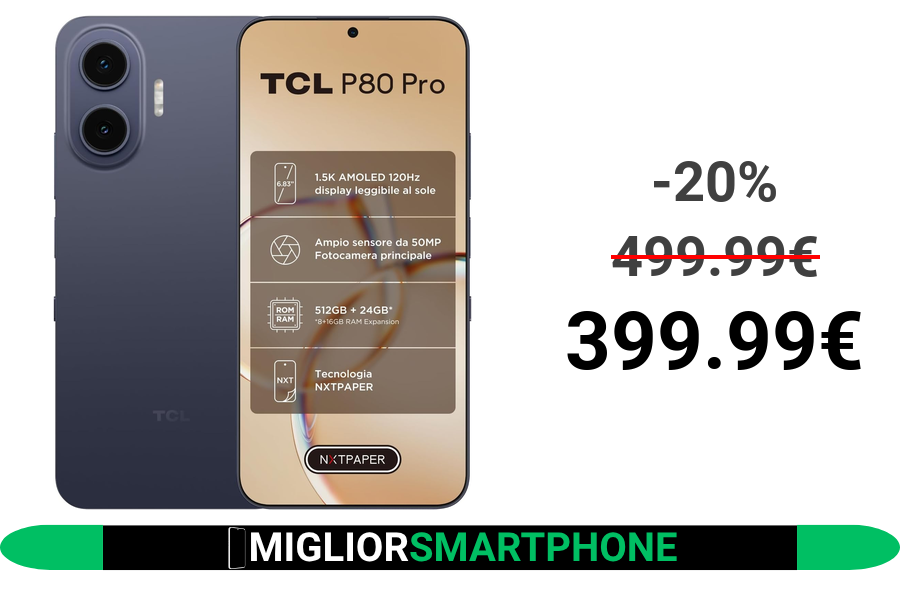 TCL P80 Pro
6.83"
1.5K AMOLED 120Hz
display leggibile al sole
Ampio sensore da 50MP
Fotocamera principale
ROM
RAM
512GB + 24GB*
*8+16GB RAM Expansion
NXT
Tecnologia
NXTPAPER
NXTPAPER
TCL
-20%
499.99€
399.99€
MIGLIORSMARTPHONE